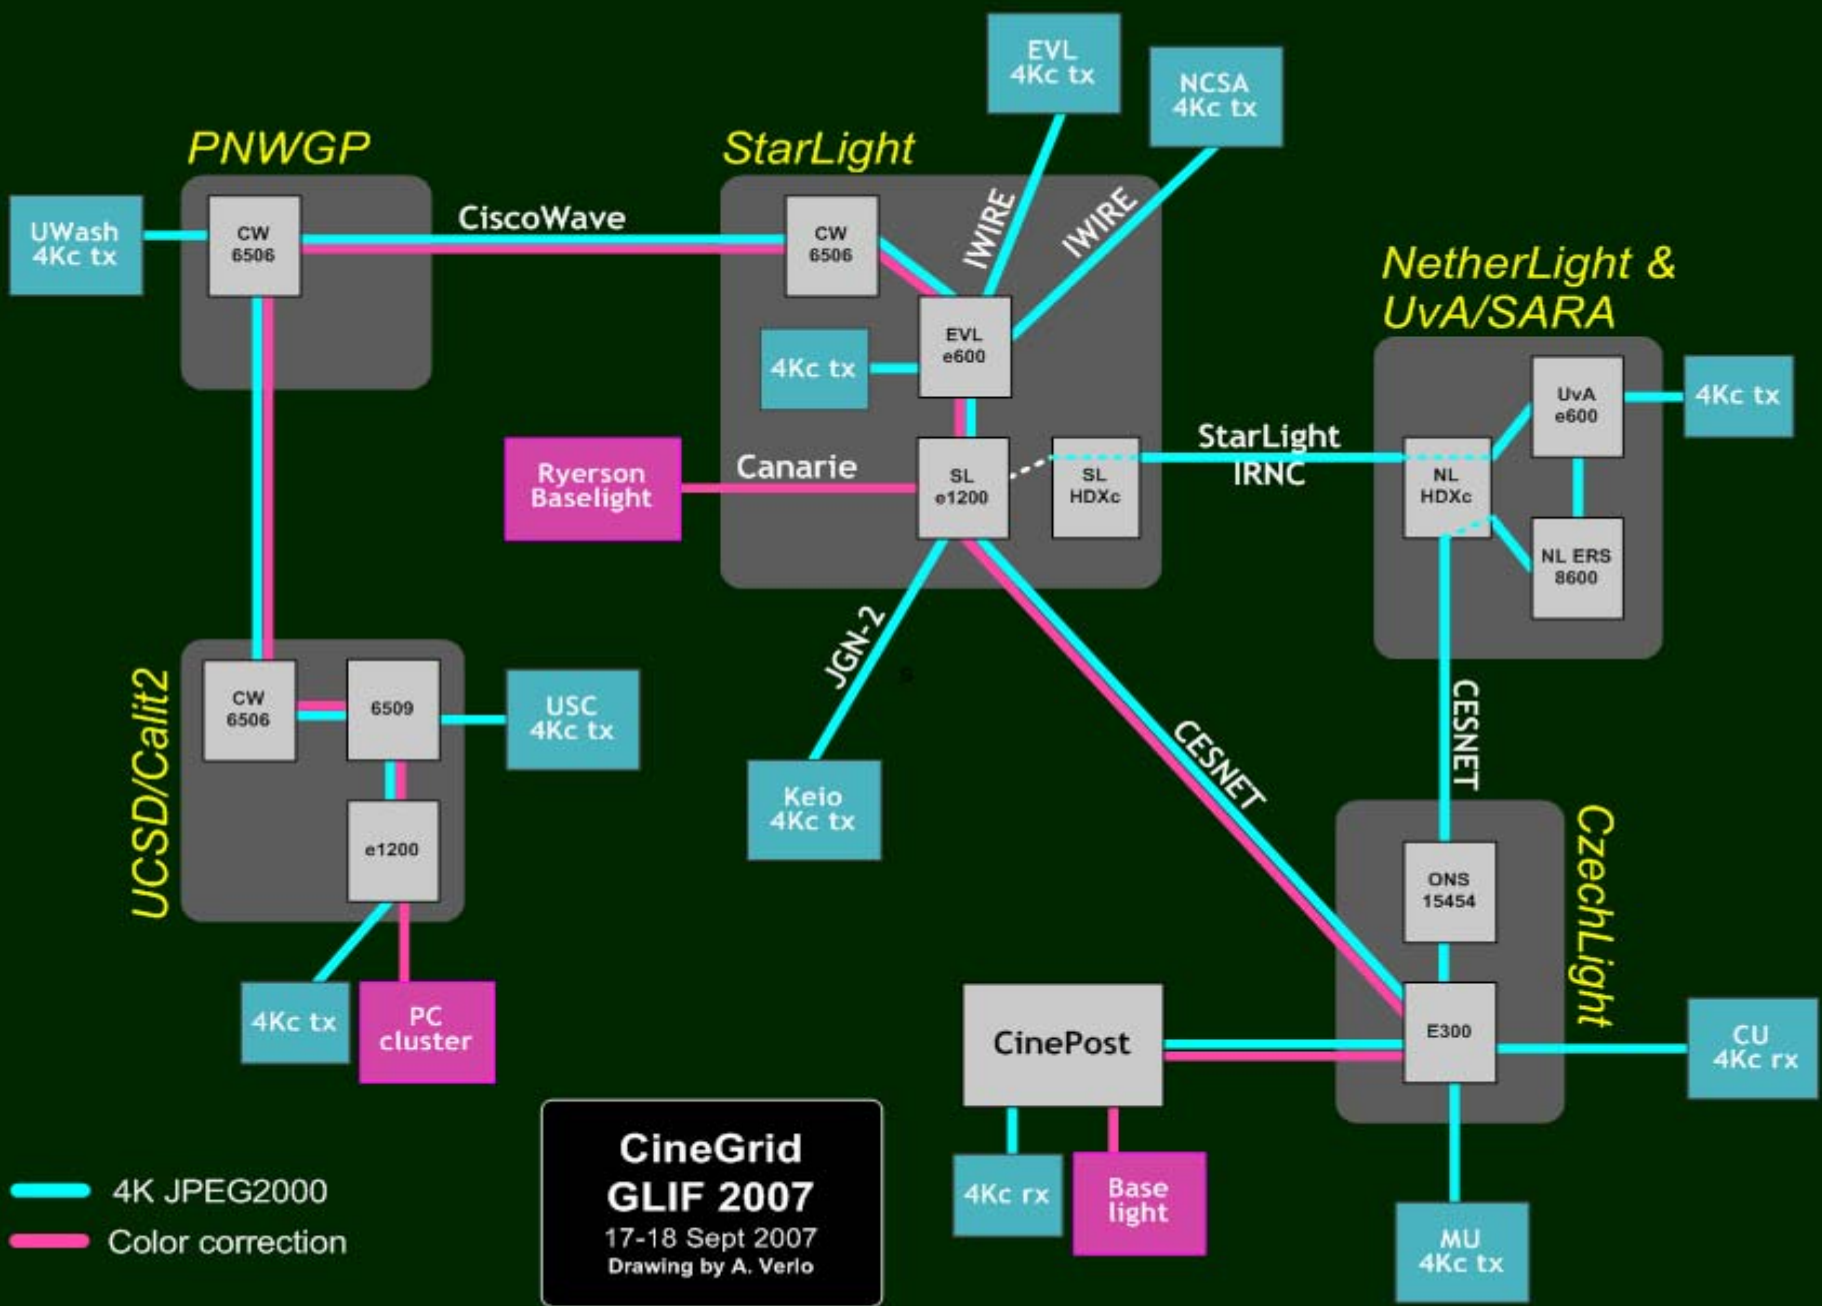 EVL
4Kc tx
NCSA
4Kc tx
PNWGP
StarLight
UWash
4Kc tx
CW
6506
CiscoWave
CW
6506
IWIRE
IWIRE
NetherLight &
UvA/SARA
EVL
e600
4Kc tx
UvA
e600
4Kc tx
Ryerson
Baselight
Canarie
SL
e1200
SL
HDXc
StarLight
IRNC
NL
HDXc
NL ERS
8600
JGN-2
s
UCSD/Calit2
CW
6506
6509
USC
4Kc tx
e1200
Keio
4Kc tx
CESNET
CESNET
CzechLight
ONS
15454
4Kc tx
PC
cluster
CinePost
E300
CU
4Kc rx
4Kc rx
Base
light
MU
4Kc tx
4K JPEG2000
Color correction
CineGrid
GLIF 2007
17-18 Sept 2007
Drawing by A. Verlo